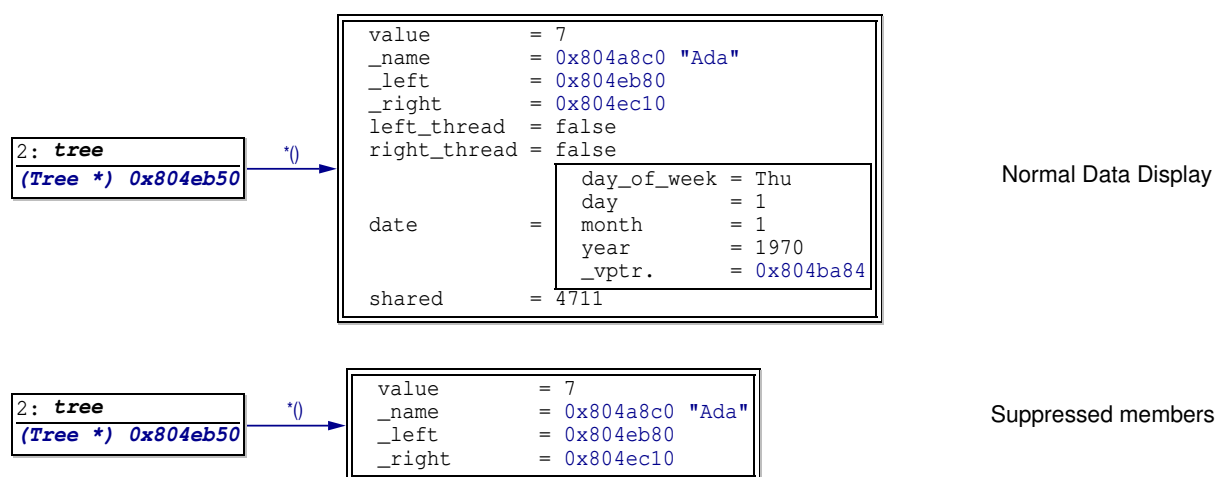 value = 7
_name = 0x804a8c0 "Ada"
_left = 0x804eb80
_right = 0x804ec10
left_thread = false
right_thread = false
2: tree
(Tree *) 0x804eb50
*()
day_of_week = Thu
day = 1
date = month = 1
year = 1970
_vptr. = 0x804ba84
shared = 4711
Normal Data Display
2: tree
(Tree *) 0x804eb50
*()
value = 7
_name = 0x804a8c0 "Ada"
_left = 0x804eb80
_right = 0x804ec10
Suppressed members